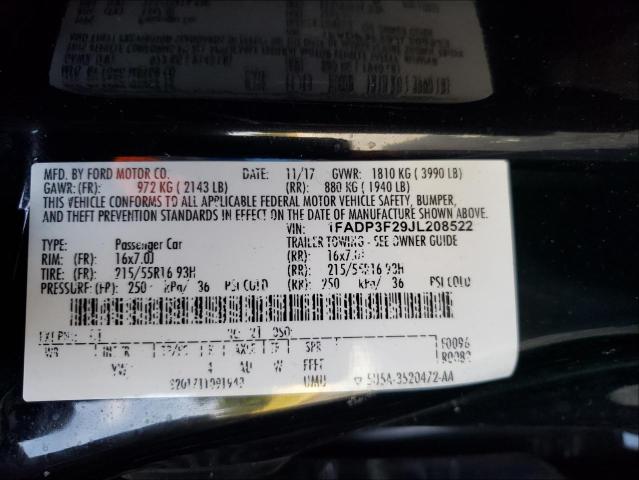 MFD. BY FORD MOTOR CO. DATE: 11/17 GVWR: 1810 KG ( 3990 LB)
GAWR: (FR): 972 KG ( 2143 LB) (RR): 880 KG ( 1940 LB)
THIS VEHICLE CONFORMS TO ALL APPLICABLE FEDERAL MOTOR VEHICLE SAFETY, BUMPER,
AND THEFT PREVENTION STANDARDS IN EFFECT ON THE DATE OF MANUFACTURE SHOWN ABOVE.
VIN: 1FADP3F29JL208522
TYPE: Passenger Car TRAILER TOWING - SEE OWNER GUIDE
RIM: (FR): 16x7.0J (RR): 16x7.0J
TIRE: (FR): 215/55R16 93H (RR): 215/55R16 93H
PRESSURE: (FR): 250 kPa/ 36 PSI COLD (RR): 250 kPa/ 36 PSI COLD
WB SPR F0096
4 W UMU 5U5A-3520472-AA